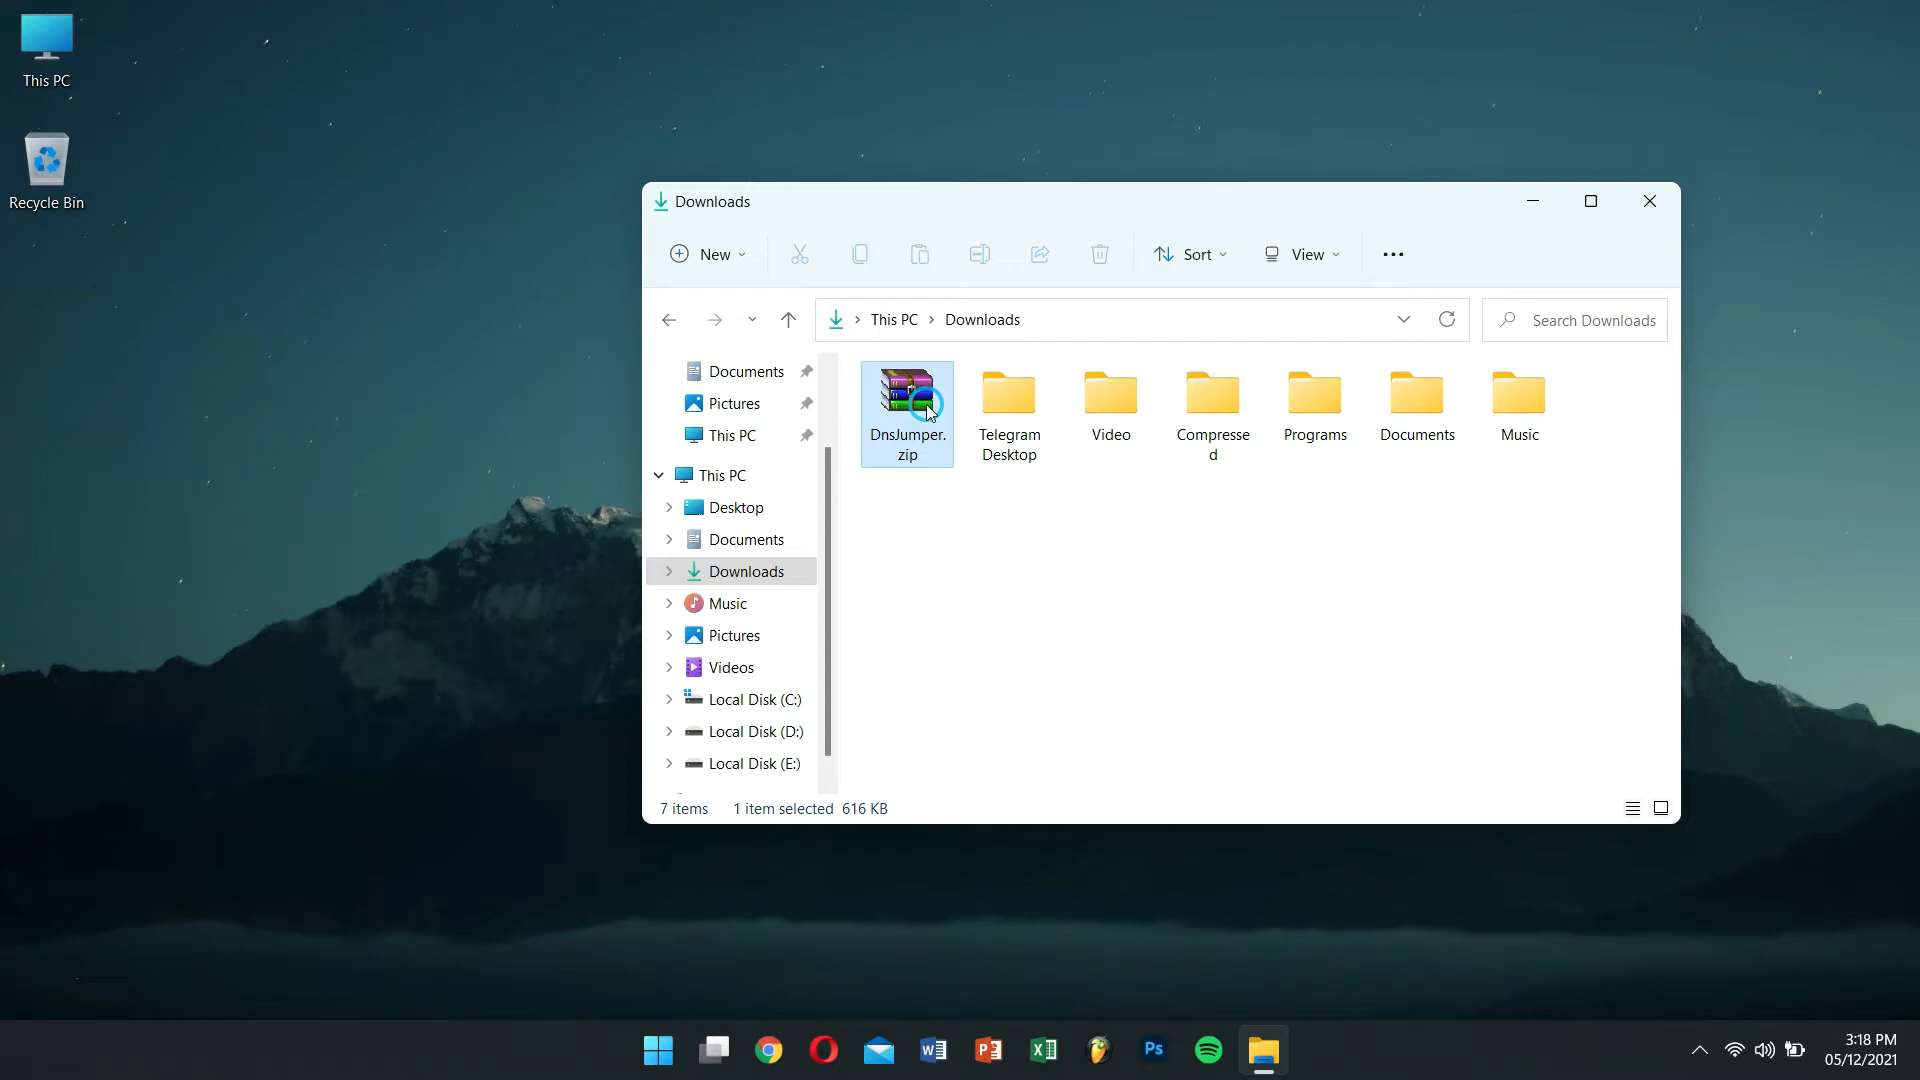 This PC
Recycle Bin
Downloads
New
Sort
View
This PC
Downloads
Search Downloads
Documents
Pictures
This PC
This PC
Desktop
Documents
Downloads
Music
Pictures
Videos
Local Disk (C:)
Local Disk (D:)
Local Disk (E:)
DnsJumper.
zip
Telegram
Desktop
Video
Compresse
d
Programs
Documents
Music
7 items
1 item selected 616 KB
Ps
3:18 PM
05/12/2021